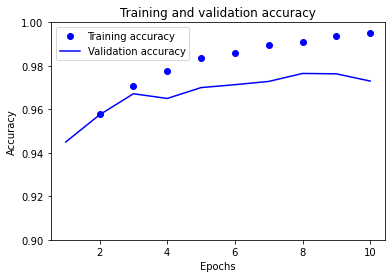 Training and validation accuracy
Training accuracy
Validation accuracy
1.00
0.98
0.96
0.94
0.92
0.90
Accuracy
2
4
6
8
10
Epochs